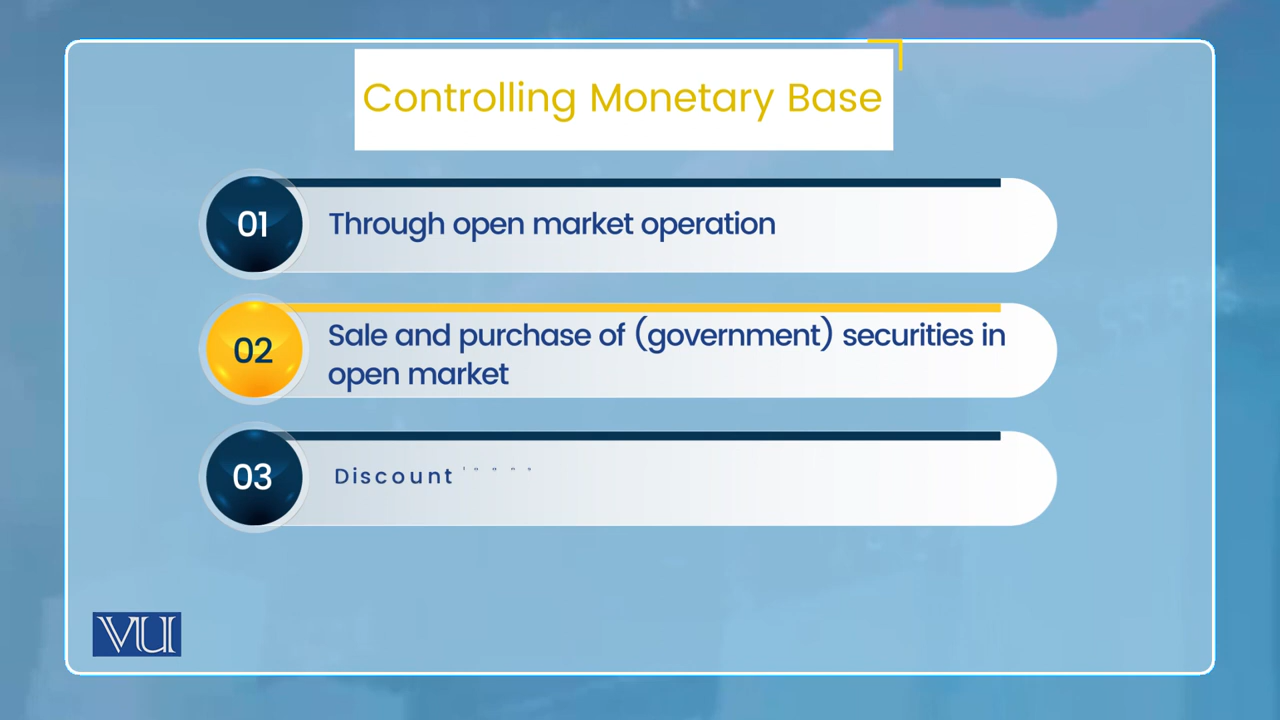 Controlling Monetary Base
01
Through open market operation
02
Sale and purchase of (government) securities in
open market
03
Discount
VU